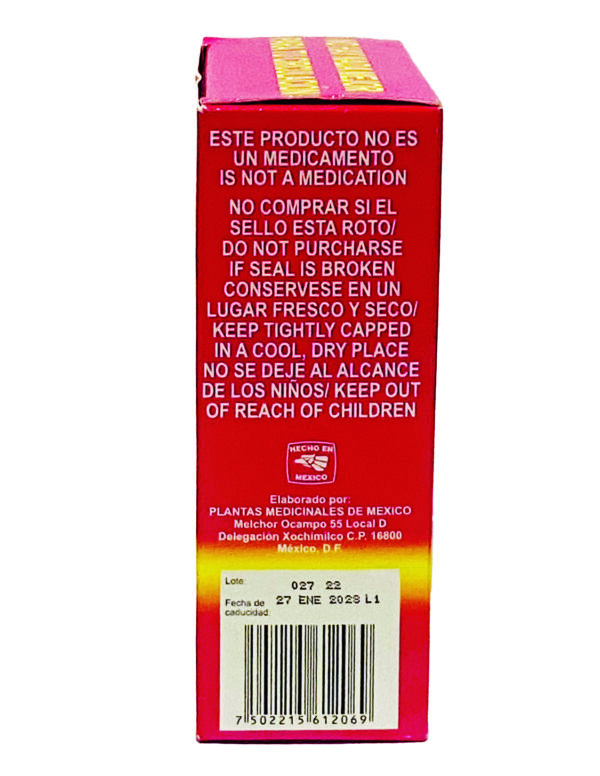 ESTE PRODUCTO NO ES
UN MEDICAMENTO
IS NOT A MEDICATION
NO COMPRAR SI EL
SELLO ESTA ROTO/
DO NOT PURCHARSE
IF SEAL IS BROKEN
CONSERVESE EN UN
LUGAR FRESCO Y SECO/
KEEP TIGHTLY CAPPED
IN A COOL, DRY PLACE
NO SE DEJE AL ALCANCE
DE LOS NIÑOS/ KEEP OUT
OF REACH OF CHILDREN
HECHO EN
MEXICO
Elaborado por:
PLANTAS MEDICINALES DE MEXICO
Melchor Ocampo 55 Local D
Delegación Xochimilco C.P. 16800
México, D.F.
Lote: 027 22
Fecha de 27 ENE 2028 L1
caducidad:
7 502215 612069